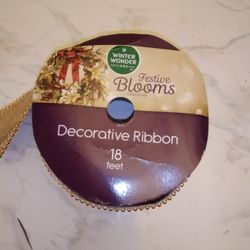 WINTER
WONDER
LANE
Festive
Blooms
Decorative Ribbon
18
feet